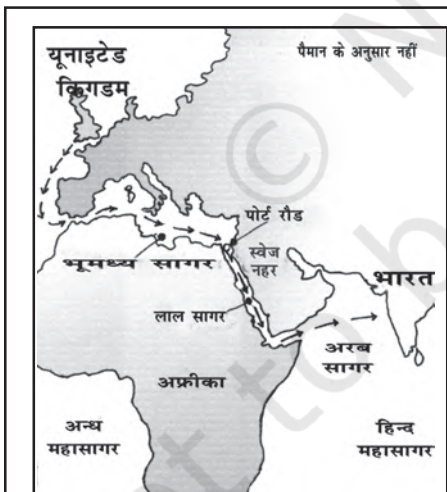 यूनाइटेड
किंगडम
पैमान के अनुसार नहीं
पोर्ट रौड
स्वेज
नहर
भूमध्य सागर
भारत
लाल सागर
अरब
सागर
अफ्रीका
अन्ध
महासागर
हिन्द
महासागर